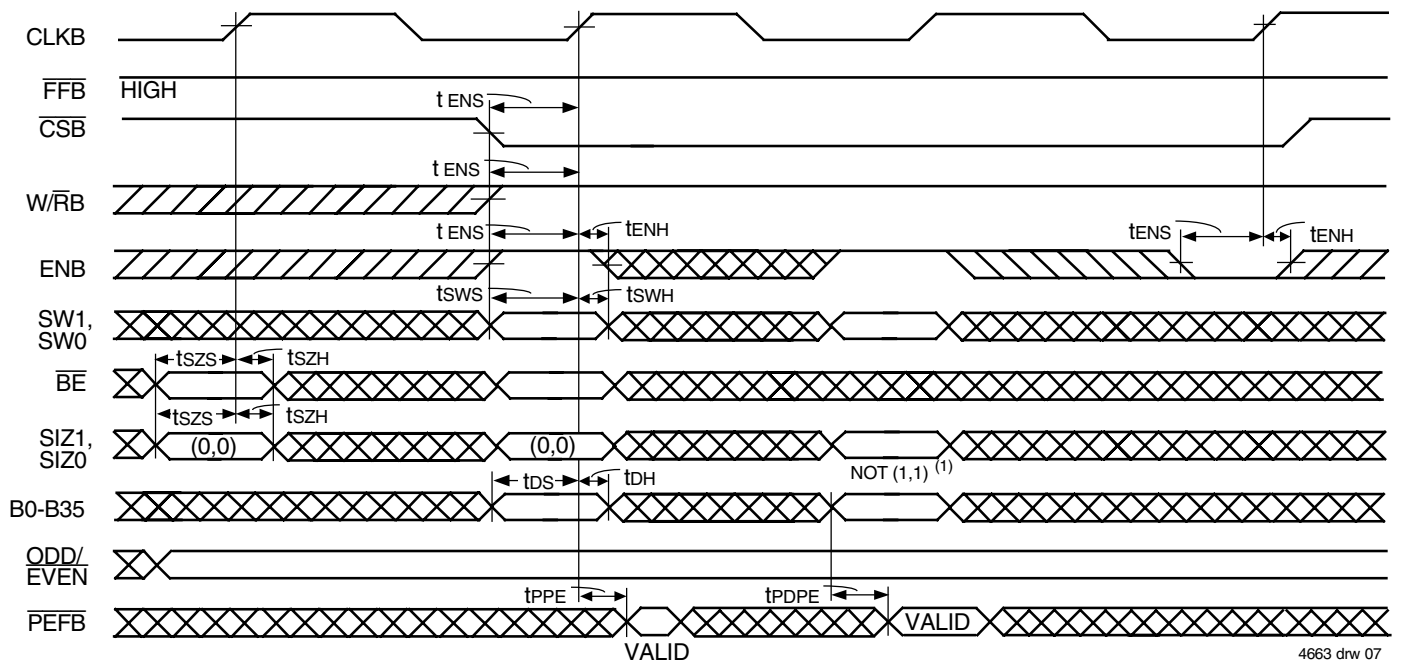 CLKB
FFB HIGH
t ENS
CSB
t ENS
W/RB
t ENS tENH tENS tENH
ENB
tSWS tSWH
SW1,
SW0
tSZS tSZH
BE
tSZS tSZH
SIZ1,
SIZ0
(0,0) (0,0)
NOT (1,1) (1)
tDS tDH
B0-B35
ODD/
EVEN
tPPE tPDPE
PEFB
VALID
VALID
4663 drw 07